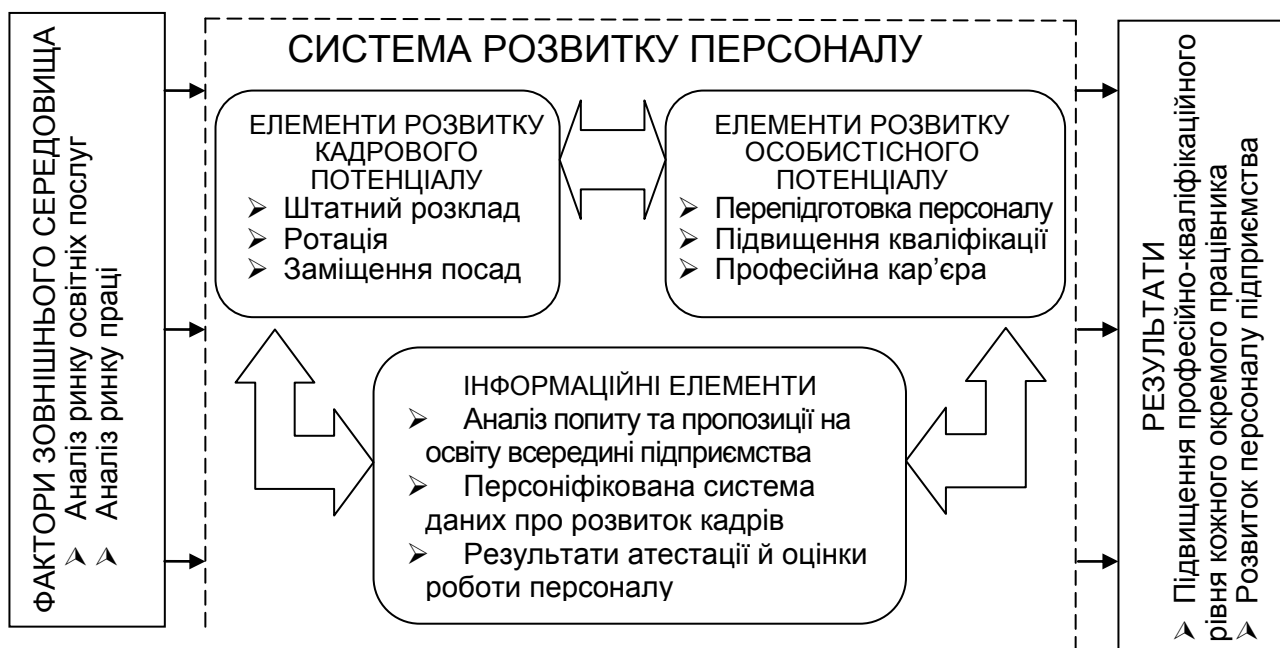 ФАКТОРИ ЗОВНІШНЬОГО СЕРЕДОВИЩА
➢ Аналіз ринку освітніх послуг
➢ Аналіз ринку праці
СИСТЕМА РОЗВИТКУ ПЕРСОНАЛУ
ЕЛЕМЕНТИ РОЗВИТКУ
КАДРОВОГО
ПОТЕНЦІАЛУ
➢ Штатний розклад
➢ Ротація
➢ Заміщення посад
ЕЛЕМЕНТИ РОЗВИТКУ
ОСОБИСТІСНОГО
ПОТЕНЦІАЛУ
➢ Перепідготовка персоналу
➢ Підвищення кваліфікації
➢ Професійна кар’єра
ІНФОРМАЦІЙНІ ЕЛЕМЕНТИ
➢ Аналіз попиту та пропозиції на
освіту всередині підприємства
➢ Персоніфікована система
даних про розвиток кадрів
➢ Результати атестації й оцінки
роботи персоналу
РЕЗУЛЬТАТИ
➢ Підвищення професійно-кваліфікаційного
рівня кожного окремого працівника
➢ Розвиток персоналу підприємства